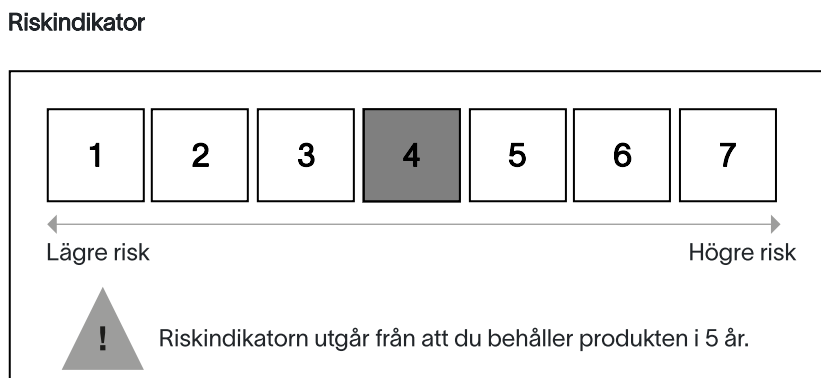 Riskindikator
1 2 3 4 5 6 7
Lägre risk Högre risk
! Riskindikatorn utgår från att du behåller produkten i 5 år.